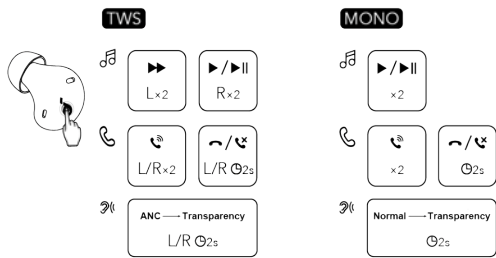 TWS
L×2
R×2
L/R×2
L/R 2s
ANC → Transparency
L/R 2s
MONO
×2
×2
2s
Normal → Transparency
2s